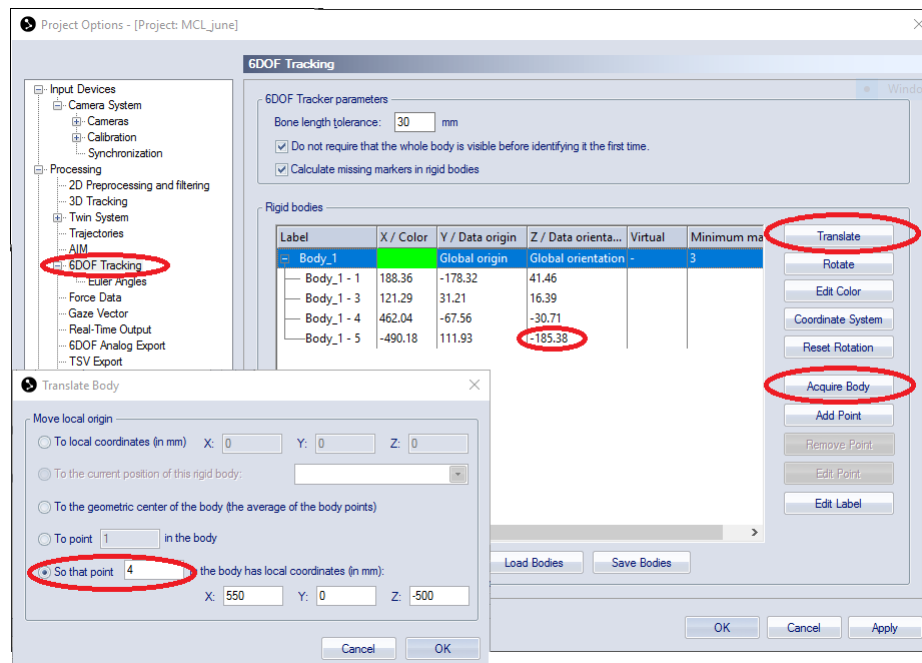 Project Options - [Project: MCL_june]
6DOF Tracking
Input Devices
Camera System
Cameras
Calibration
Synchronization
Processing
2D Preprocessing and filtering
3D Tracking
Twin System
Trajectories
AIM
6DOF Tracking
Euler Angles
Force Data
Gaze Vector
Real-Time Output
6DOF Analog Export
TSV Export
6DOF Tracker parameters
Bone length tolerance: 30 mm
Do not require that the whole body is visible before identifying it the first time.
Calculate missing markers in rigid bodies
Rigid bodies
Label X / Color Y / Data origin Z / Data orienta... Virtual Minimum ma
Body_1 Global origin Global orientation - 3
Body_1 - 1 188.36 -178.32 41.46
Body_1 - 3 121.29 31.21 16.39
Body_1 - 4 462.04 -67.56 -30.71
Body_1 - 5 -490.18 111.93 -185.38
Translate
Rotate
Edit Color
Coordinate System
Reset Rotation
Acquire Body
Add Point
Remove Point
Edit Point
Edit Label
Load Bodies Save Bodies
OK Cancel Apply
Translate Body
Move local origin
To local coordinates (in mm) X: 0 Y: 0 Z: 0
To the current position of this rigid body:
To the geometric center of the body (the average of the body points)
To point 1 in the body
So that point 4 the body has local coordinates (in mm):
X: 550 Y: 0 Z: -500
Cancel OK